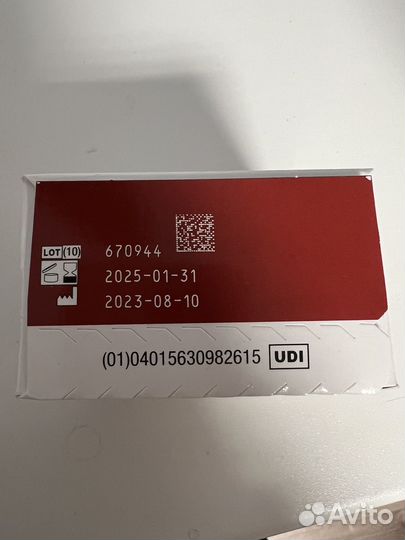 LOT (10) 670944
2025-01-31
2023-08-10
(01)04015630982615 UDI
Avito